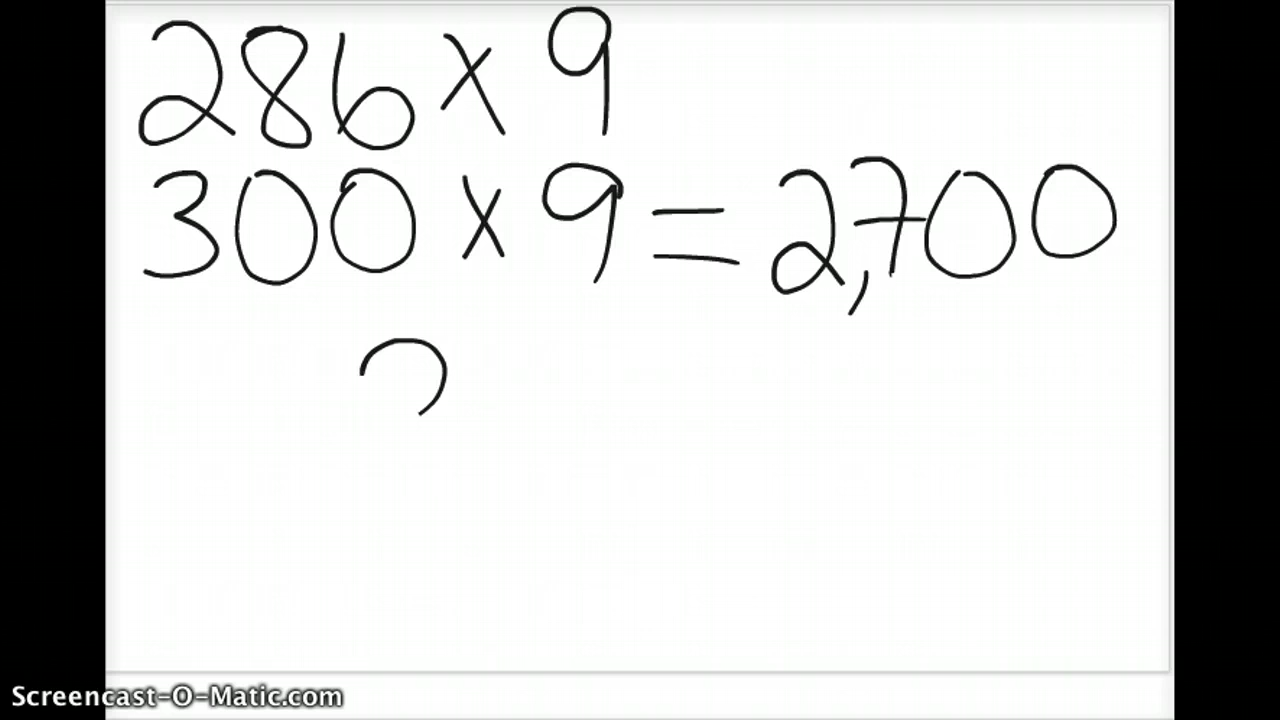 286 x 9
300 x 9 = 2,700
Screencast-O-Matic.com